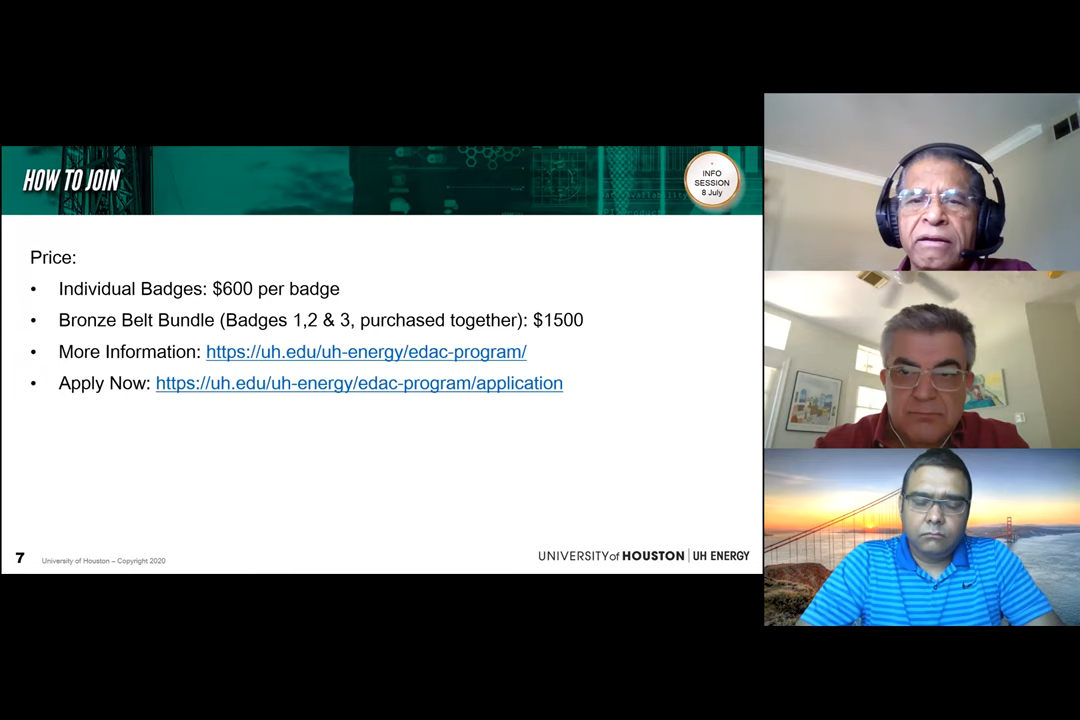 HOW TO JOIN
INFO
SESSION
8 July
Price:
• Individual Badges: $600 per badge
• Bronze Belt Bundle (Badges 1,2 & 3, purchased together): $1500
• More Information: https://uh.edu/uh-energy/edac-program/
• Apply Now: https://uh.edu/uh-energy/edac-program/application
7
University of Houston – Copyright 2020
UNIVERSITY of HOUSTON | UH ENERGY